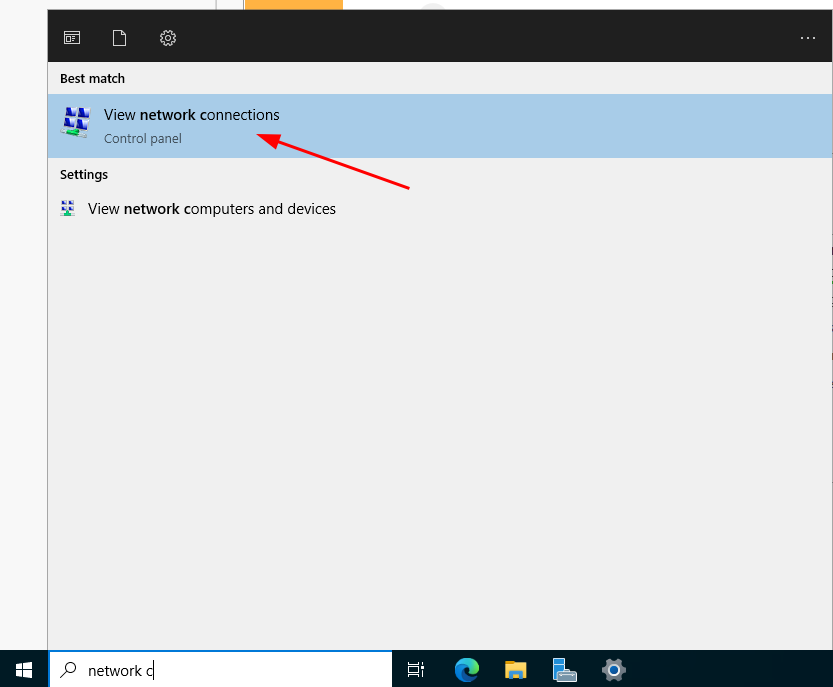 ...
Best match
View network connections
Control panel
Settings
View network computers and devices
network c